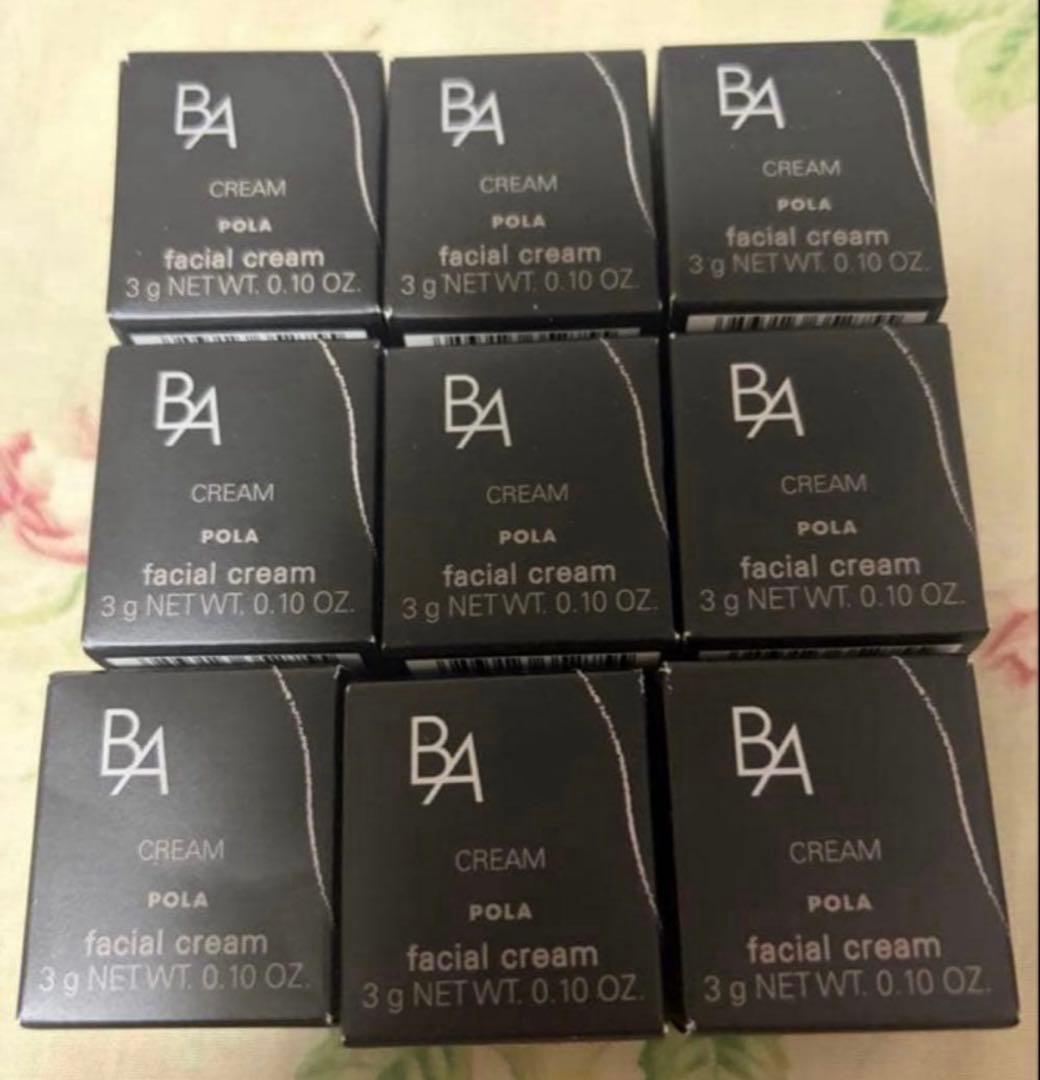 BA
CREAM
POLA
facial cream
3 g NET WT. 0.10 OZ.
BA
CREAM
POLA
facial cream
3 g NET WT. 0.10 OZ.
BA
CREAM
POLA
facial cream
3 g NET WT. 0.10 OZ.
BA
CREAM
POLA
facial cream
3 g NET WT. 0.10 OZ.
BA
CREAM
POLA
facial cream
3 g NET WT. 0.10 OZ.
BA
CREAM
POLA
facial cream
3 g NET WT. 0.10 OZ.
BA
CREAM
POLA
facial cream
3 g NET WT. 0.10 OZ.
BA
CREAM
POLA
facial cream
3 g NET WT. 0.10 OZ.
BA
CREAM
POLA
facial cream
3 g NET WT. 0.10 OZ.